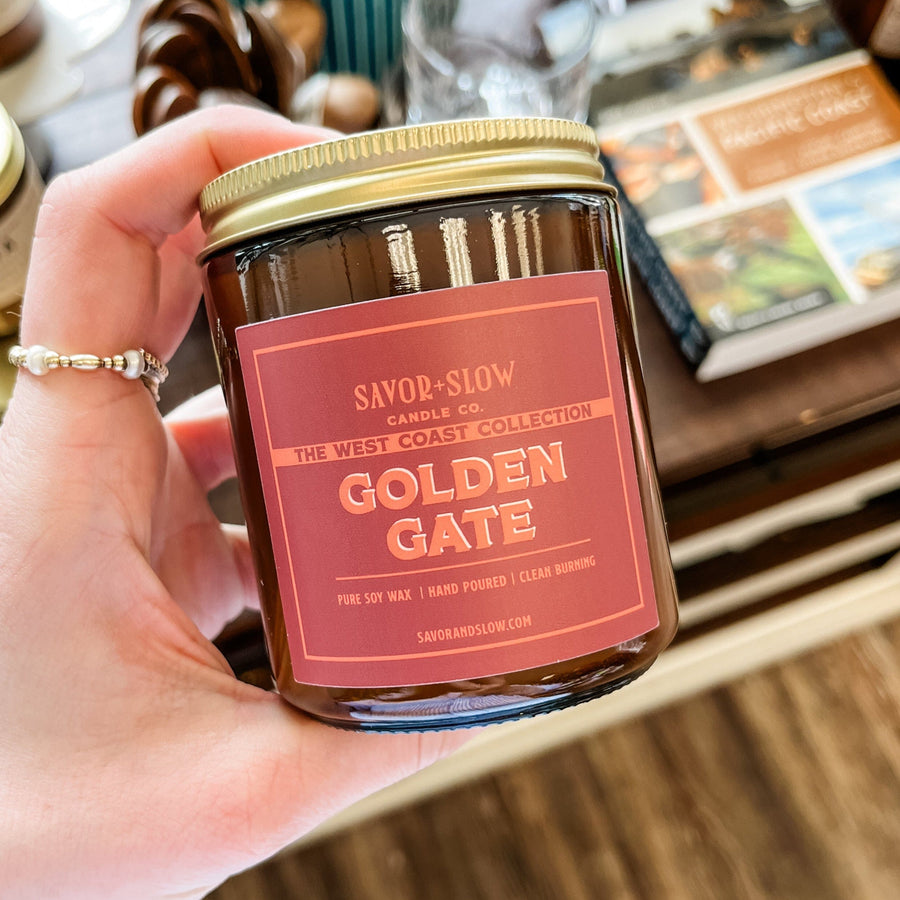 SAVOR+SLOW
CANDLE CO.
THE WEST COAST COLLECTION
GOLDEN
GATE
PURE SOY WAX | HAND POURED | CLEAN BURNING
SAVORANDSLOW.COM
PACIFIC COAST